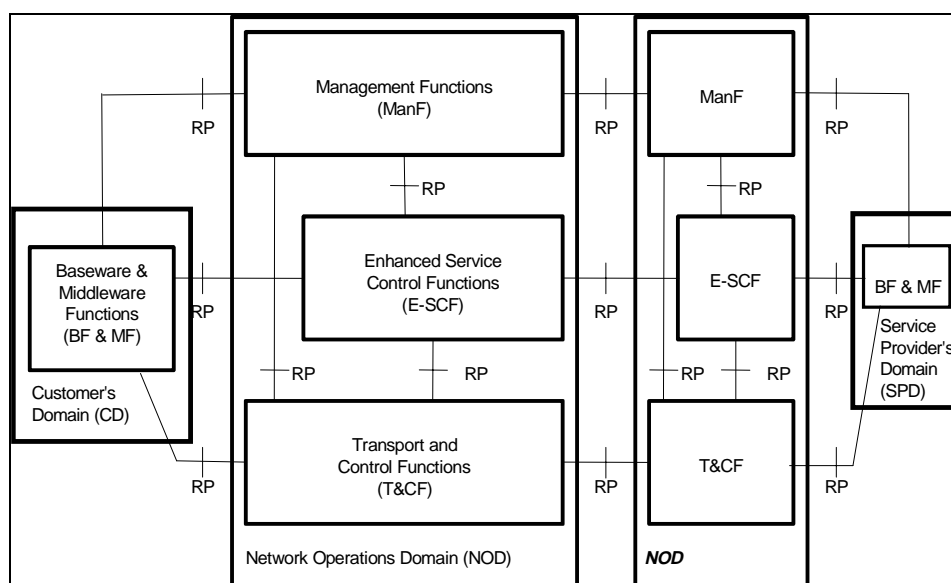 Management Functions
(ManF)
ManF
RP
RP
RP
RP
RP
Baseware &
Middleware
Functions
(BF & MF)
Enhanced Service
Control Functions
(E-SCF)
E-SCF
BF & MF
RP
RP
RP
Customer's
Domain (CD)
Service
Provider's
Domain
(SPD)
RP
RP
RP
RP
Transport and
Control Functions
(T&CF)
T&CF
RP
RP
RP
Network Operations Domain (NOD)
NOD